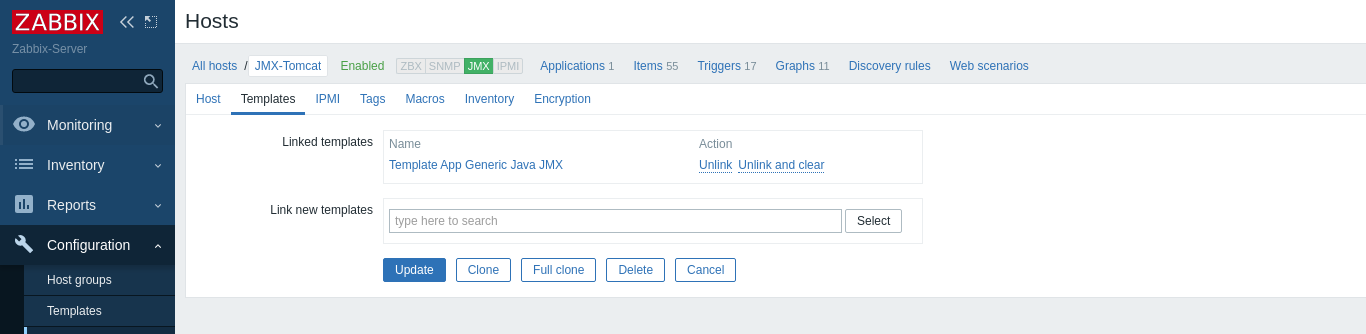 ZABBIX
Zabbix-Server
Monitoring
Inventory
Reports
Configuration
Host groups
Templates
Hosts
All hosts / JMX-Tomcat Enabled ZBX SNMP JMX IPMI Applications 1 Items 55 Triggers 17 Graphs 11 Discovery rules Web scenarios
Host Templates IPMI Tags Macros Inventory Encryption
Linked templates Name Action
Template App Generic Java JMX Unlink Unlink and clear
Link new templates type here to search Select
Update Clone Full clone Delete Cancel